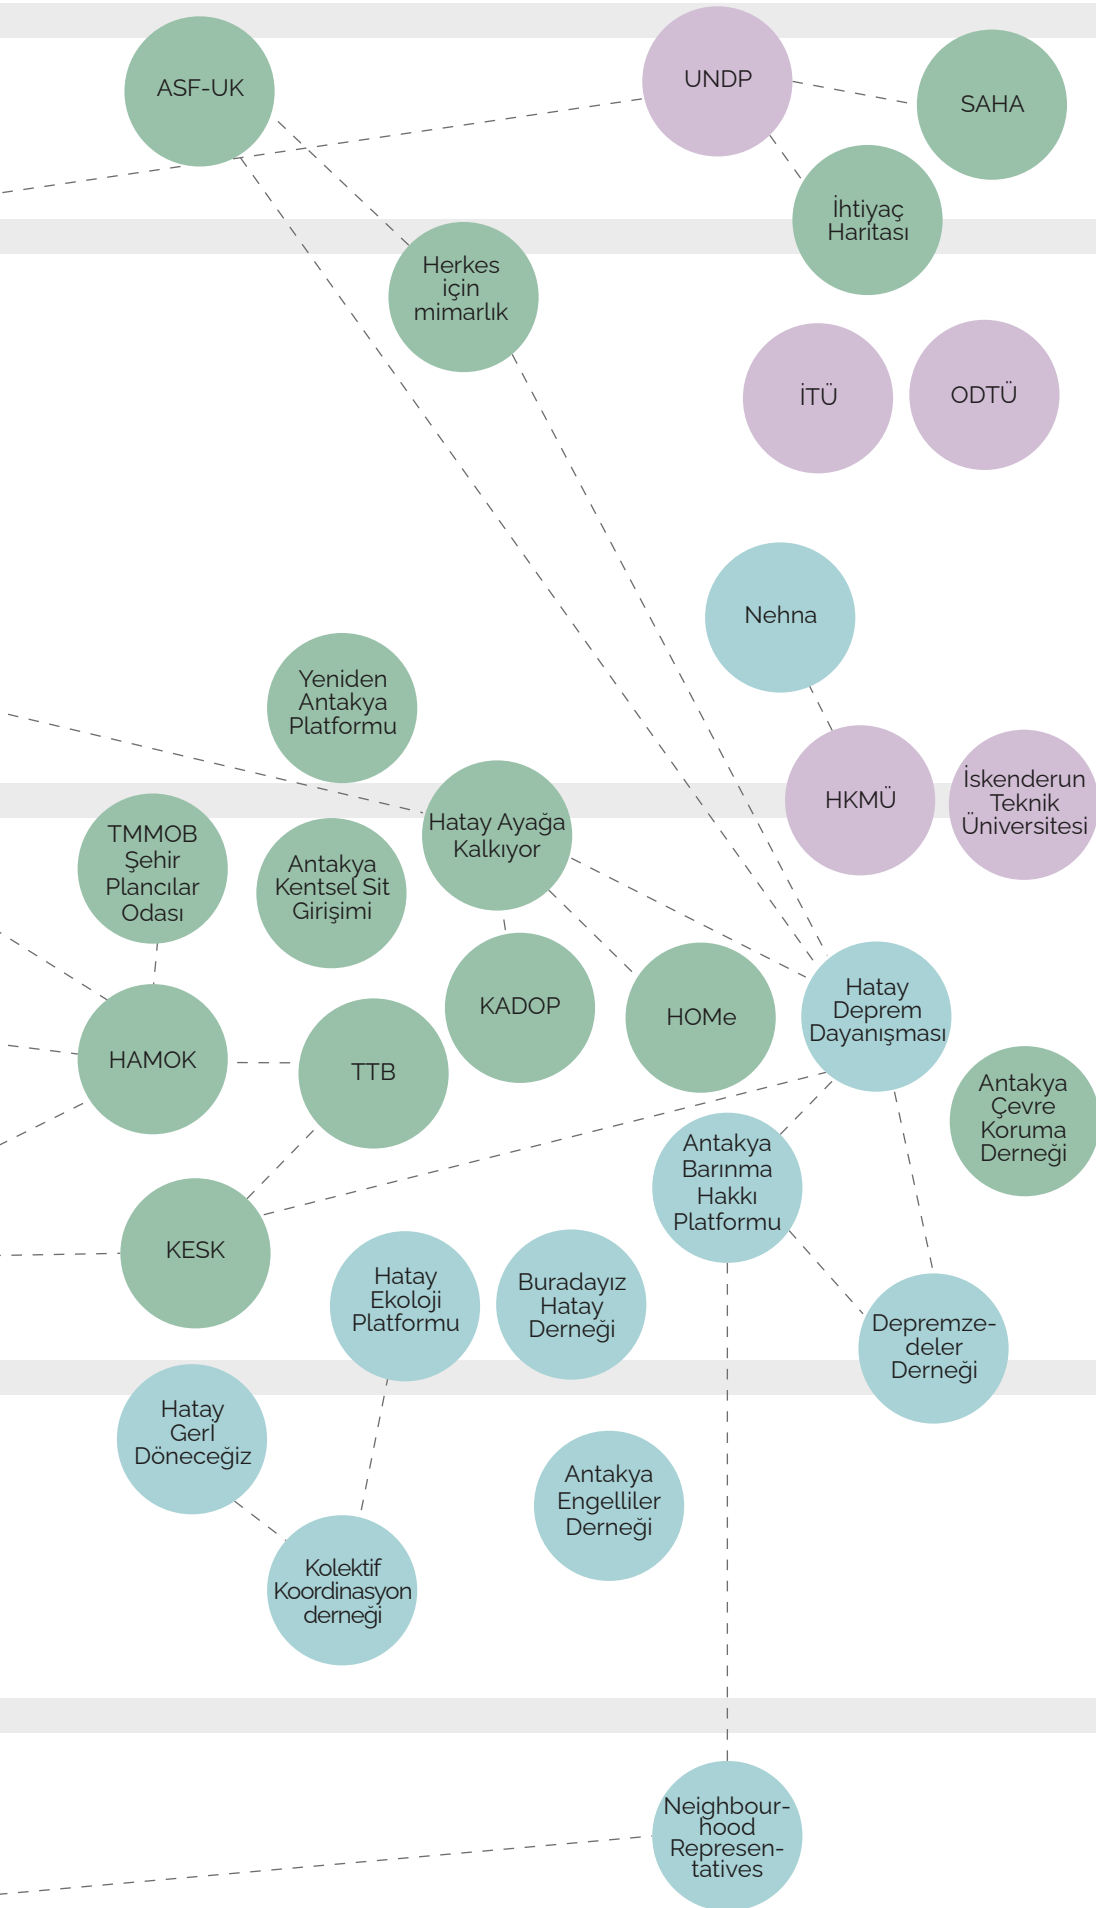 ASF-UK
UNDP
SAHA
İhtiyaç
Haritası
Herkes
için
mimarlık
İTÜ
ODTÜ
Nehna
Yeniden
Antakya
Platformu
HKMÜ
İskenderun
Teknik
Üniversitesi
Hatay Ayağa
Kalkıyor
TMMOB
Şehir
Plancılar
Odası
Antakya
Kentsel Sit
Girişimi
KADOP
HOMe
Hatay
Deprem
Dayanışması
HAMOK
TTB
Antakya
Çevre
Koruma
Derneği
Antakya
Barınma
Hakkı
Platformu
KESK
Hatay
Ekoloji
Platformu
Buradayız
Hatay
Derneği
Depremze-
deler
Derneği
Hatay
GerI
Döneceğiz
Antakya
Engelliler
Derneği
Kolektif
Koordinasyon
derneği
Neighbour-
hood
Represen-
tatives